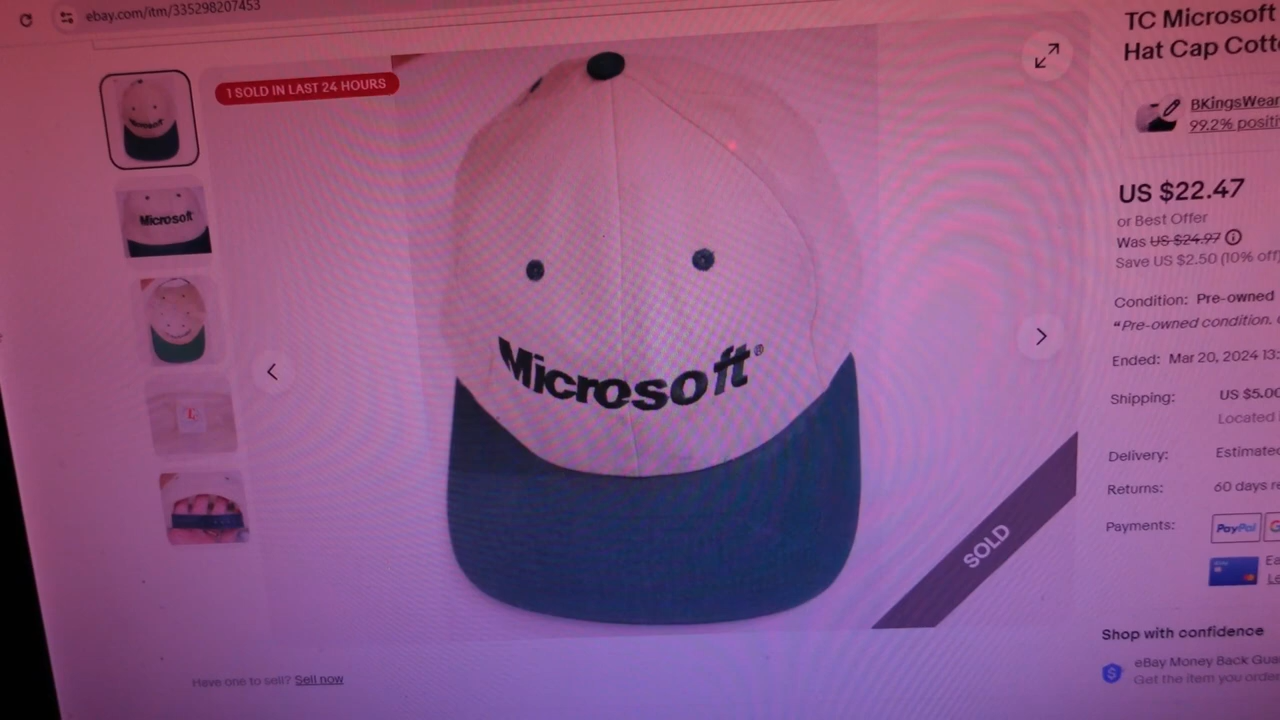 ebay.com/itm/335298207453
1 SOLD IN LAST 24 HOURS
Microsoft®
SOLD
Have one to sell? Sell now
TC Microsoft
Hat Cap Cotto
BKingsWear
99.2% positi
US $22.47
or Best Offer
Was US $24.97
Save US $2.50 (10% off)
Condition: Pre-owned
“Pre-owned condition.
Ended: Mar 20, 2024 13:
Shipping: US $5.00
Located
Delivery: Estimated
Returns: 60 days re
Payments: PayPal G
Shop with confidence
eBay Money Back Gua
Get the item you order
Microsoft
Microsoft